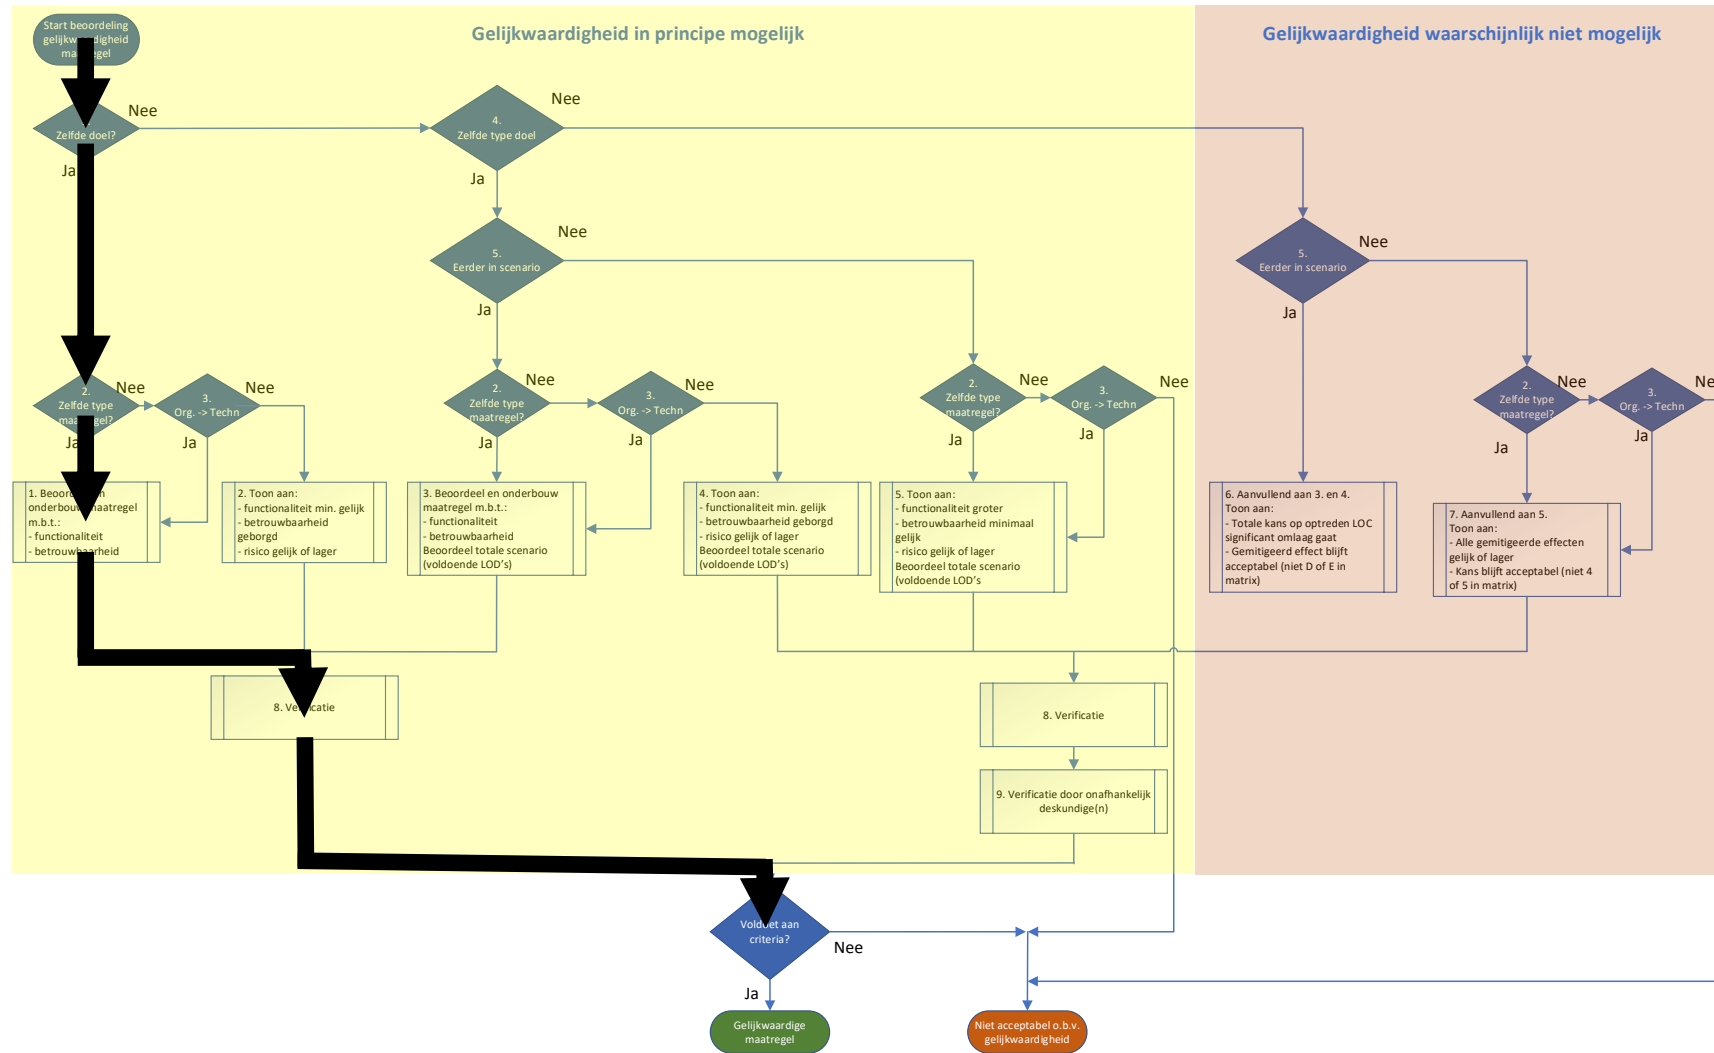 Start beoordeling
gelijkwaardigheid
maatregel
Gelijkwaardigheid in principe mogelijk
Gelijkwaardigheid waarschijnlijk niet mogelijk
Nee
Zelfde doel?
Ja
Nee
4.
Zelfde type doel
Ja
Nee
5.
Eerder in scenario
Ja
Nee
5.
Eerder in scenario
Ja
2.
Zelfde type
maatregel?
Nee
Ja
3.
Org. -> Techn
Nee
Ja
2.
Zelfde type
maatregel?
Nee
Ja
3.
Org. -> Techn
Nee
Ja
2.
Zelfde type
maatregel?
Nee
Ja
3.
Org. -> Techn
Nee
Ja
2.
Zelfde type
maatregel?
Nee
Ja
3.
Org. -> Techn
Ja
1. Beoordeel en
onderbouw maatregel
m.b.t.:
- functionaliteit
- betrouwbaarheid
2. Toon aan:
- functionaliteit min. gelijk
- betrouwbaarheid
geborgd
- risico gelijk of lager
3. Beoordeel en onderbouw
maatregel m.b.t.:
- functionaliteit
- betrouwbaarheid
Beoordeel totale scenario
(voldoende LOD's)
4. Toon aan:
- functionaliteit min. gelijk
- betrouwbaarheid geborgd
- risico gelijk of lager
Beoordeel totale scenario
(voldoende LOD's)
5. Toon aan:
- functionaliteit groter
- betrouwbaarheid minimaal
gelijk
- risico gelijk of lager
Beoordeel totale scenario
(voldoende LOD's
6. Aanvullend aan 3. en 4.
Toon aan:
- Totale kans op optreden LOC
significant omlaag gaat
- Gemitigeerd effect blijft
acceptabel (niet D of E in
matrix)
7. Aanvullend aan 5.
Toon aan:
- Alle gemitigeerde effecten
gelijk of lager
- Kans blijft acceptabel (niet 4
of 5 in matrix)
8. Verificatie
8. Verificatie
9. Verificatie door onafhankelijk
deskundige(n)
Voldoet aan
criteria?
Nee
Ja
Gelijkwaardige
maatregel
Niet acceptabel o.b.v.
gelijkwaardigheid